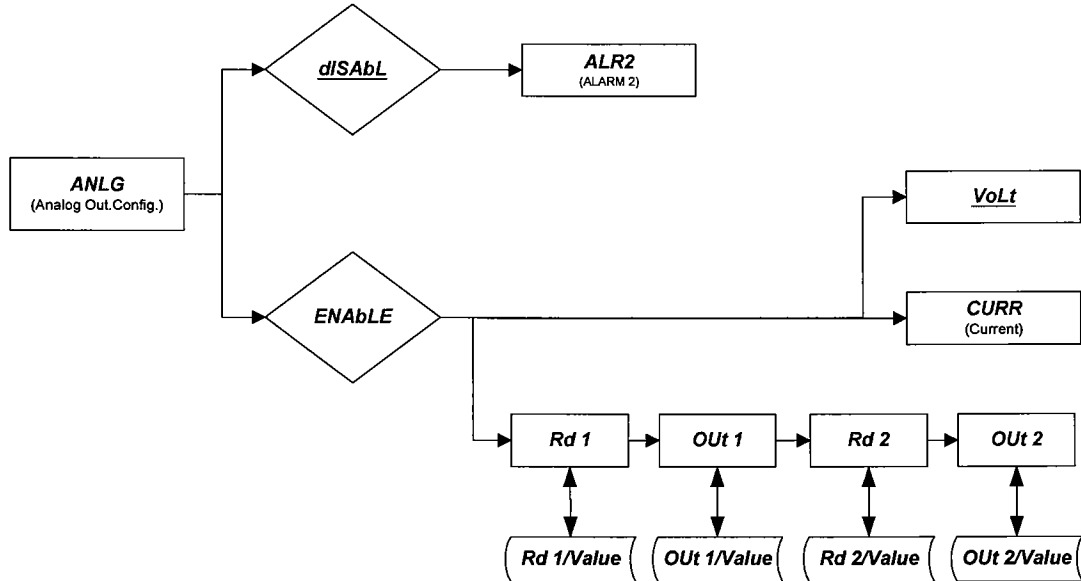 dISAbL
ALR2
(ALARM 2)
ANLG
(Analog Out.Config.)
VoLt
ENAbLE
CURR
(Current)
Rd 1
OUt 1
Rd 2
OUt 2
Rd 1/Value
OUt 1/Value
Rd 2/Value
OUt 2/Value